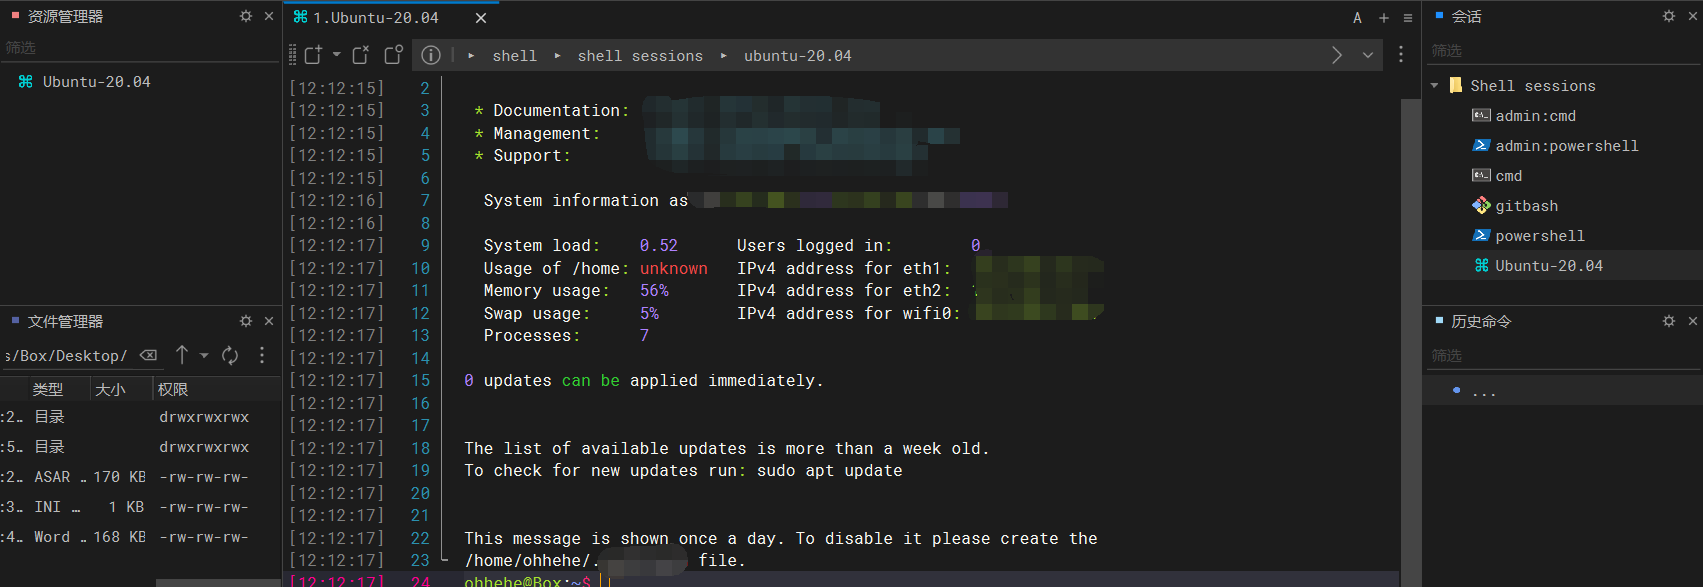 资源管理器
筛选
Ubuntu-20.04
文件管理器
s/Box/Desktop/
类型 大小 权限
:2… 目录 drwxrwxrwx
:5… 目录 drwxrwxrwx
:2… ASAR … 170 KB -rw-rw-rw-
:3… INI … 1 KB -rw-rw-rw-
:4… Word … 168 KB -rw-rw-rw-
1.Ubuntu-20.04
A
shell shell sessions ubuntu-20.04
[12:12:15] 2
[12:12:15] 3 * Documentation:
[12:12:15] 4 * Management:
[12:12:15] 5 * Support:
[12:12:15] 6
[12:12:16] 7 System information as
[12:12:16] 8
[12:12:17] 9 System load: 0.52 Users logged in: 0
[12:12:17] 10 Usage of /home: unknown IPv4 address for eth1:
[12:12:17] 11 Memory usage: 56% IPv4 address for eth2:
[12:12:17] 12 Swap usage: 5% IPv4 address for wifi0:
[12:12:17] 13 Processes: 7
[12:12:17] 14
[12:12:17] 15 0 updates can be applied immediately.
[12:12:17] 16
[12:12:17] 17
[12:12:17] 18 The list of available updates is more than a week old.
[12:12:17] 19 To check for new updates run: sudo apt update
[12:12:17] 20
[12:12:17] 21
[12:12:17] 22 This message is shown once a day. To disable it please create the
[12:12:17] 23 /home/ohhehe/. file.
[12:12:17] 24 ohhehe@Box:~$
会话
筛选
Shell sessions
admin:cmd
admin:powershell
cmd
gitbash
powershell
Ubuntu-20.04
历史命令
筛选
...